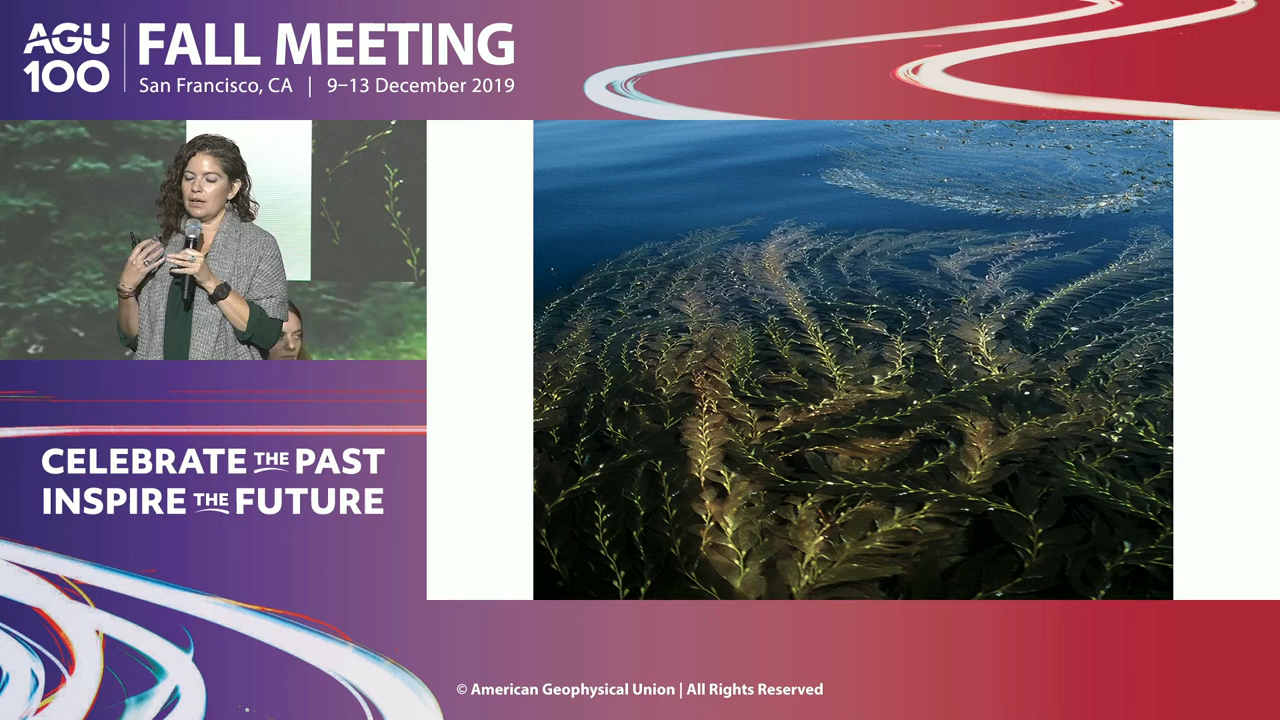 AGU
100
FALL MEETING
San Francisco, CA | 9–13 December 2019
CELEBRATE THE PAST
INSPIRE THE FUTURE
© American Geophysical Union | All Rights Reserved